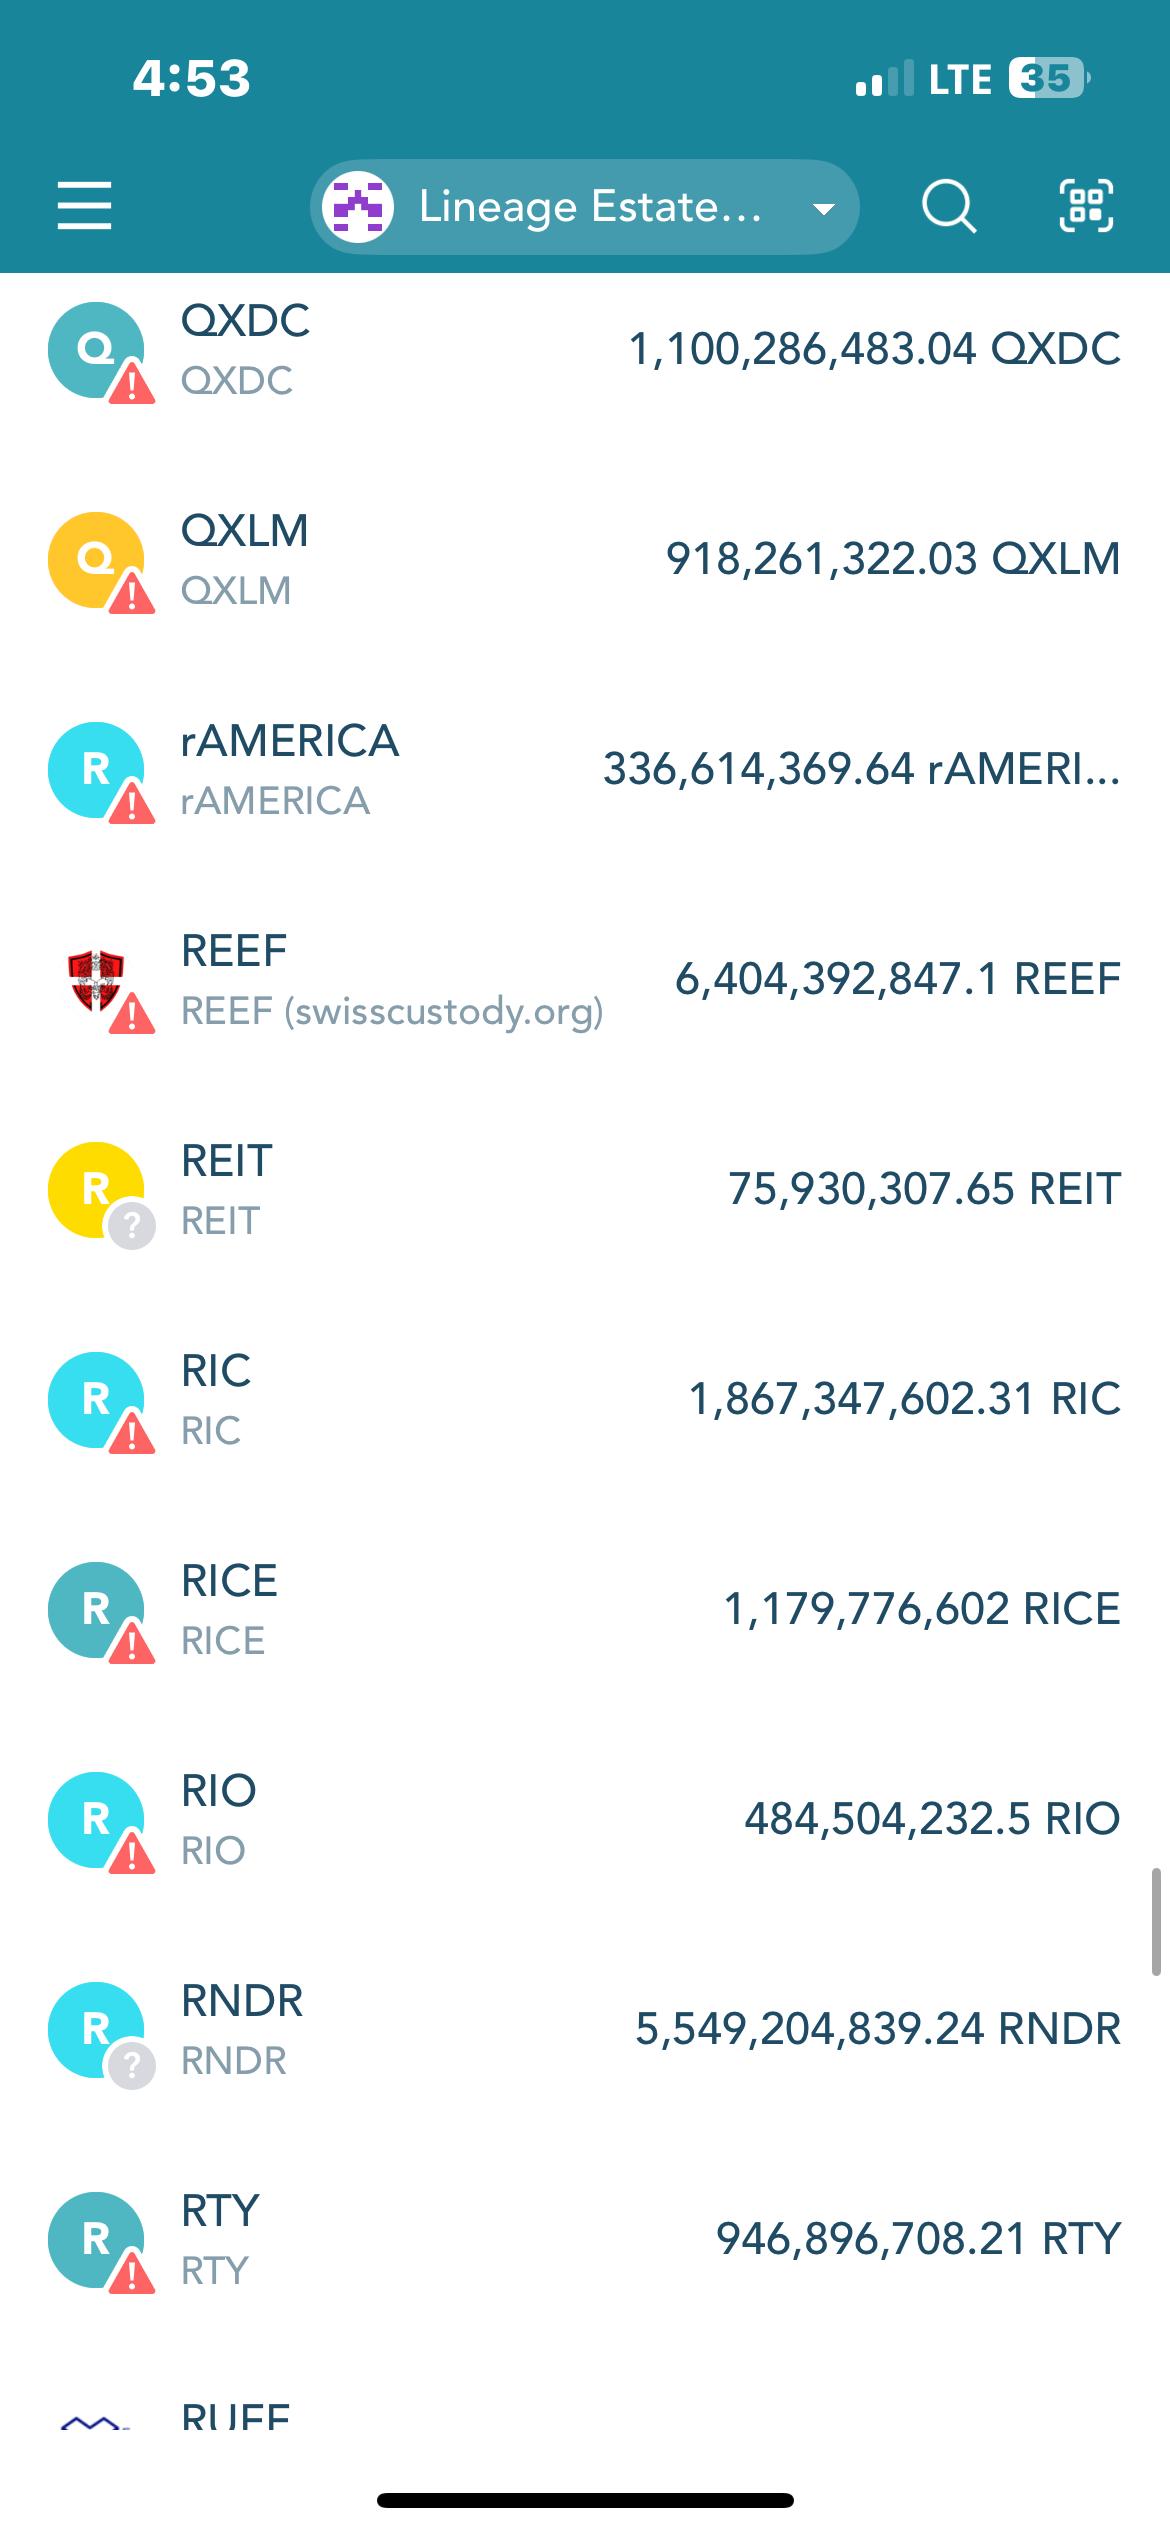 4:53
LTE 35
Lineage Estate...
Q
QXDC
QXDC
1,100,286,483.04 QXDC
Q
QXLM
QXLM
918,261,322.03 QXLM
R
rAMERICA
rAMERICA
336,614,369.64 rAMERI...
REEF
REEF (swisscustody.org)
6,404,392,847.1 REEF
R
?
REIT
REIT
75,930,307.65 REIT
R
RIC
RIC
1,867,347,602.31 RIC
R
RICE
RICE
1,179,776,602 RICE
R
RIO
RIO
484,504,232.5 RIO
R
?
RNDR
RNDR
5,549,204,839.24 RNDR
R
RTY
RTY
946,896,708.21 RTY